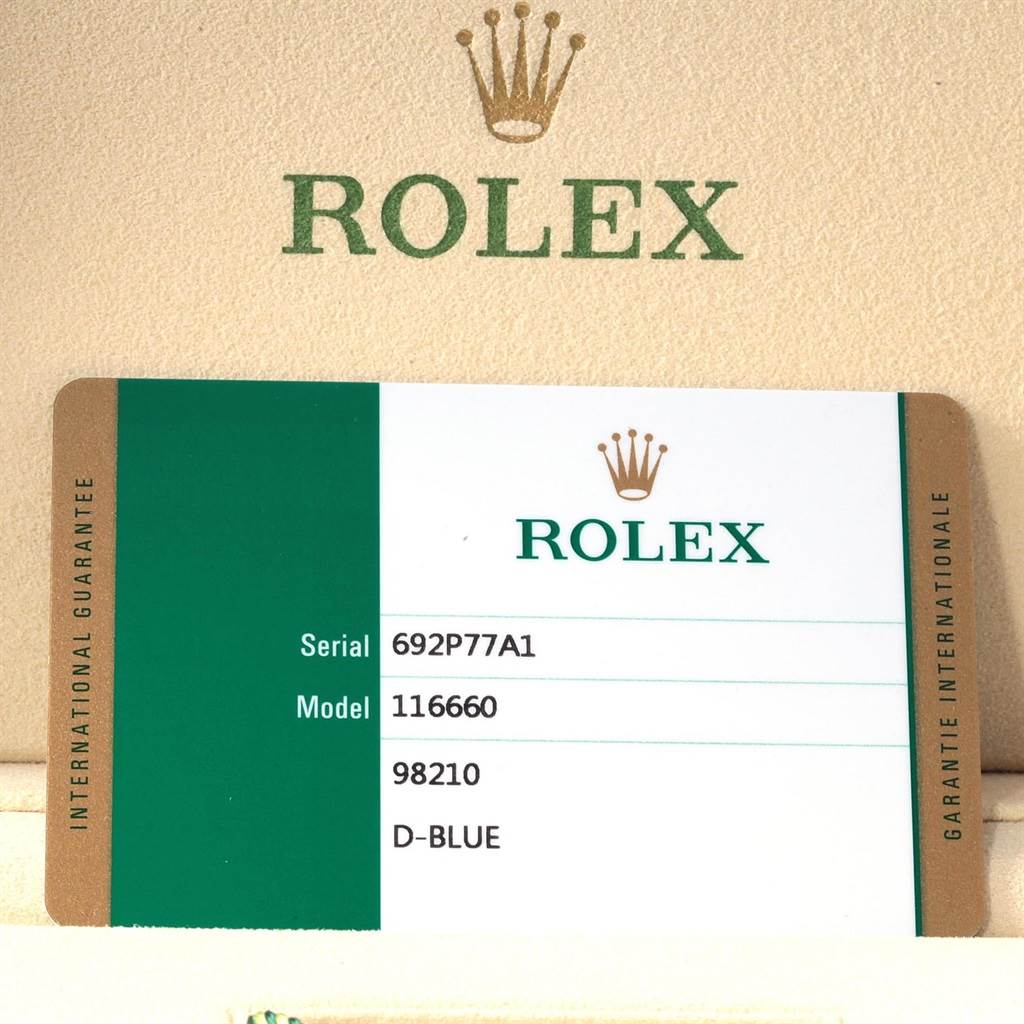 ROLEX
ROLEX
INTERNATIONAL GUARANTEE
Serial 692P77A1
Model 116660
98210
D-BLUE
GARANTIE INTERNATIONALE